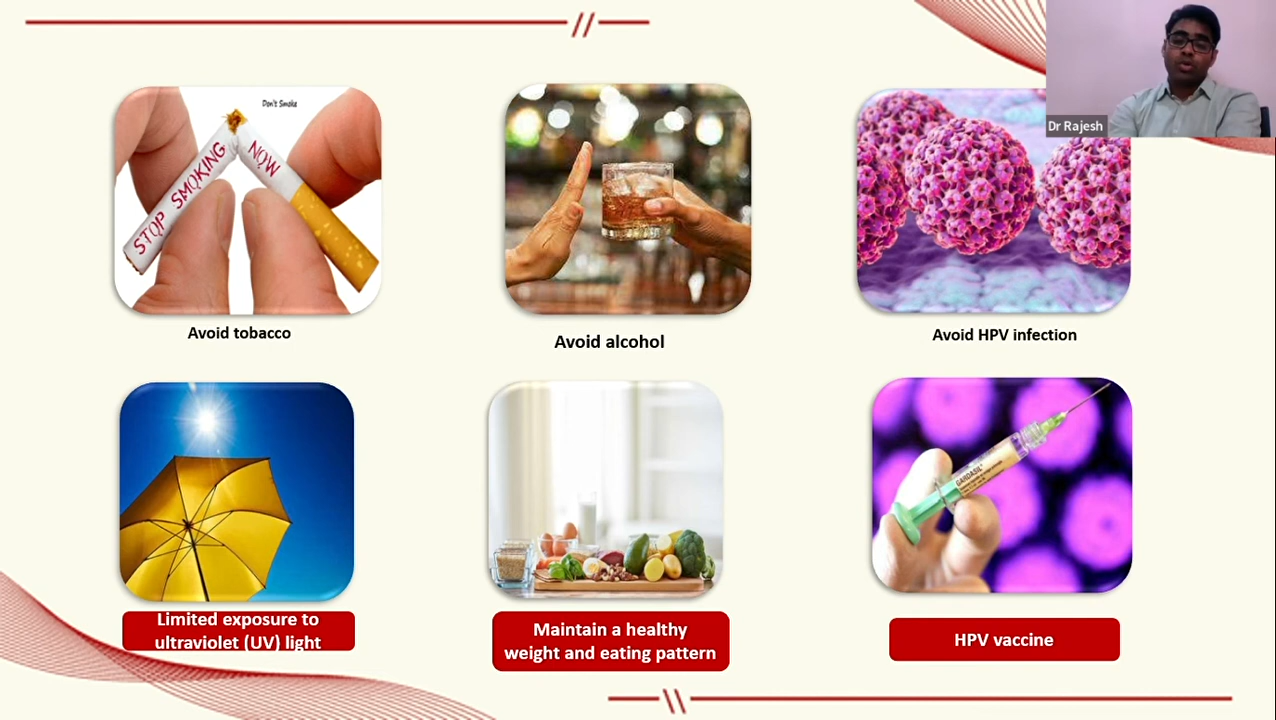 Dr Rajesh
Don't Smoke
STOP SMOKING
NOW
Avoid tobacco
Avoid alcohol
Avoid HPV infection
GARDASIL
Limited exposure to
ultraviolet (UV) light
Maintain a healthy
weight and eating pattern
HPV vaccine